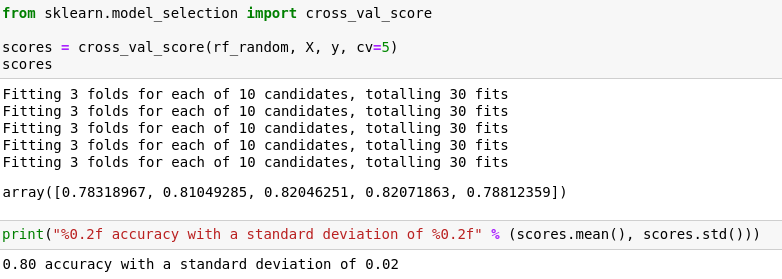 from sklearn.model_selection import cross_val_score
scores = cross_val_score(rf_random, X, y, cv=5)
scores
Fitting 3 folds for each of 10 candidates, totalling 30 fits
Fitting 3 folds for each of 10 candidates, totalling 30 fits
Fitting 3 folds for each of 10 candidates, totalling 30 fits
Fitting 3 folds for each of 10 candidates, totalling 30 fits
Fitting 3 folds for each of 10 candidates, totalling 30 fits
array([0.78318967, 0.81049285, 0.82046251, 0.82071863, 0.78812359])
print("%0.2f accuracy with a standard deviation of %0.2f" % (scores.mean(), scores.std()))
0.80 accuracy with a standard deviation of 0.02